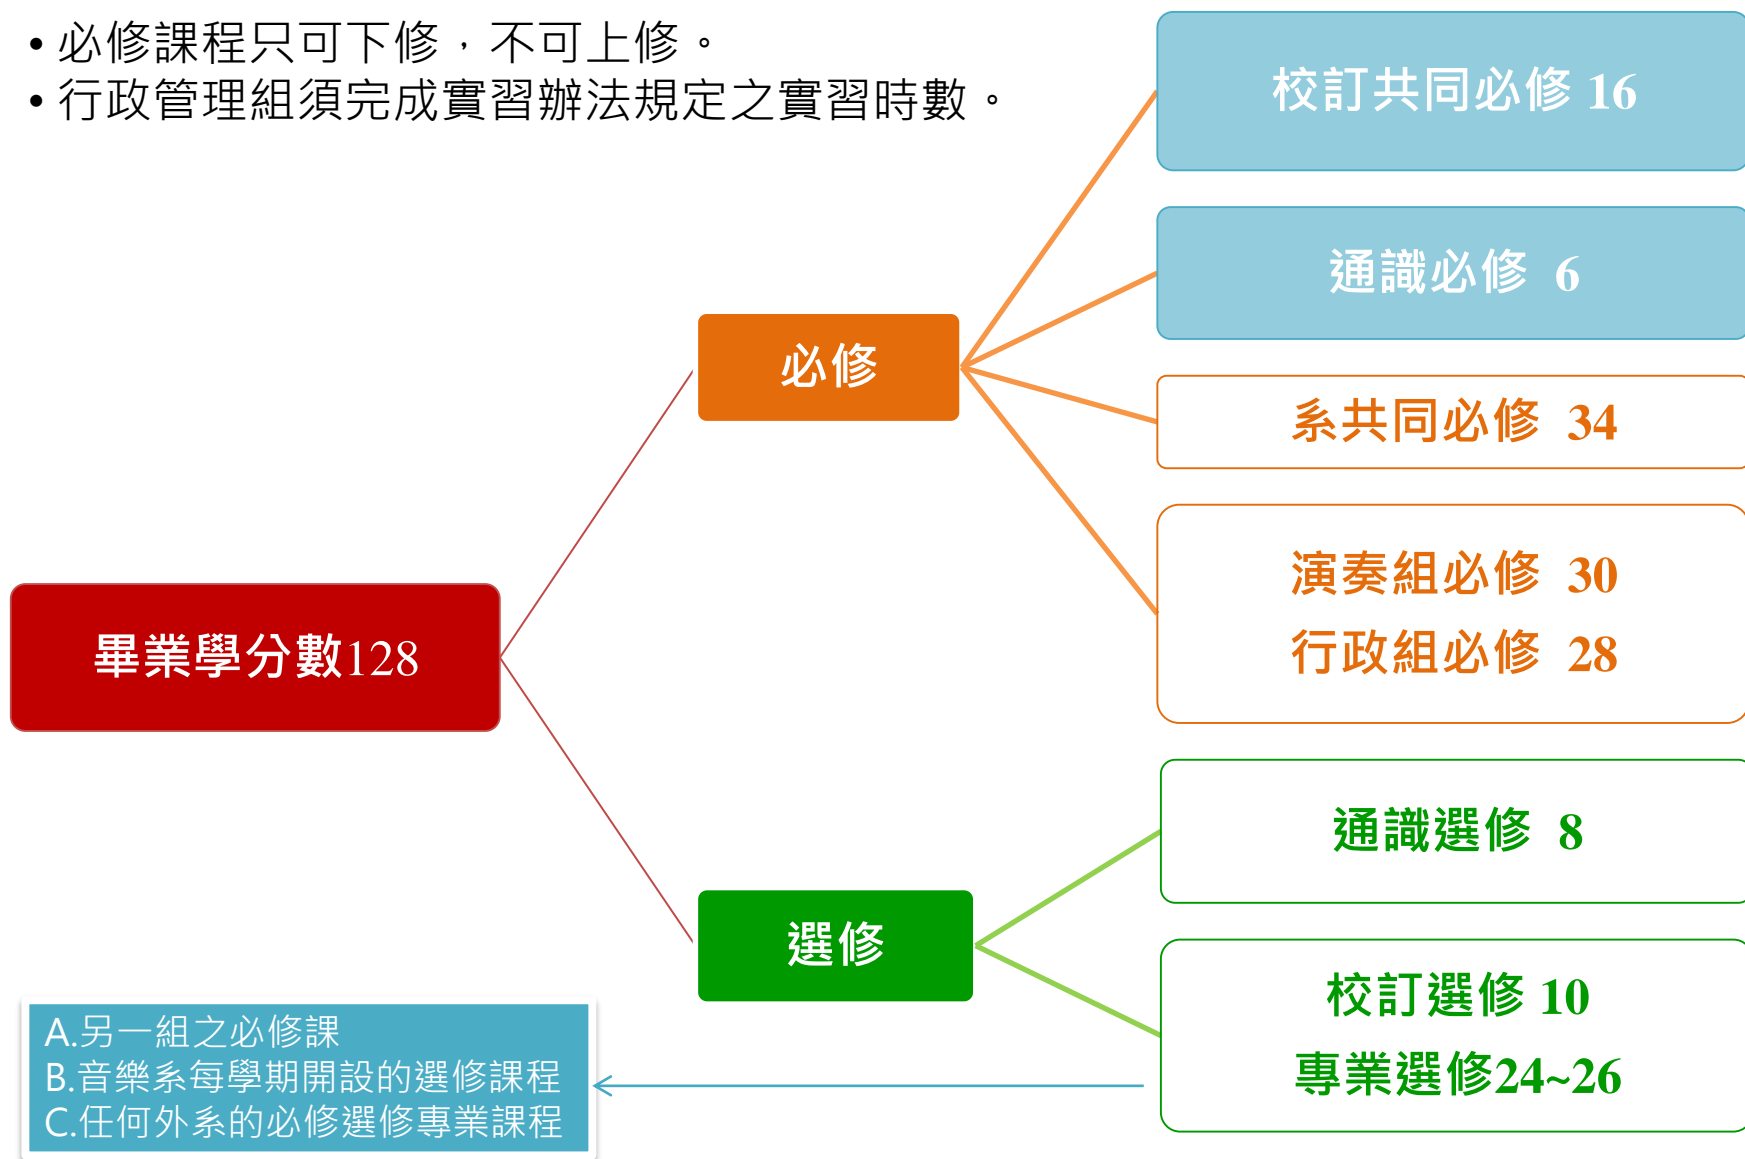 • 必修課程只可下修，不可上修。
• 行政管理組須完成實習辦法規定之實習時數。
校訂共同必修 16
通識必修 6
必修
系共同必修 34
演奏組必修 30
行政組必修 28
畢業學分數128
通識選修 8
選修
校訂選修 10
專業選修24~26
A.另一組之必修課
B.音樂系每學期開設的選修課程
C.任何外系的必修選修專業課程